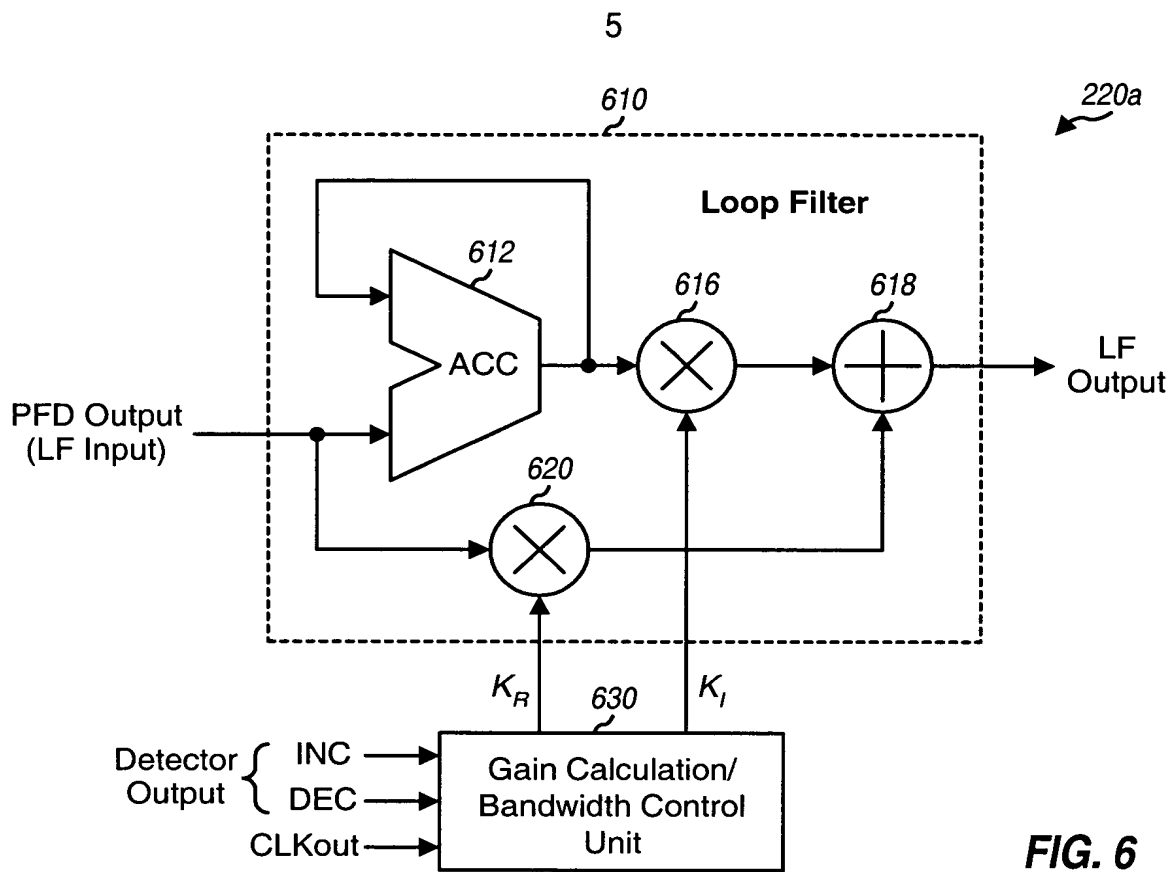 5
610
220a
Loop Filter
612
ACC
616
618
LF
Output
PFD Output
(LF Input)
620
K_R
K_I
630
Detector
Output
INC
DEC
CLKout
Gain Calculation/
Bandwidth Control
Unit
FIG. 6